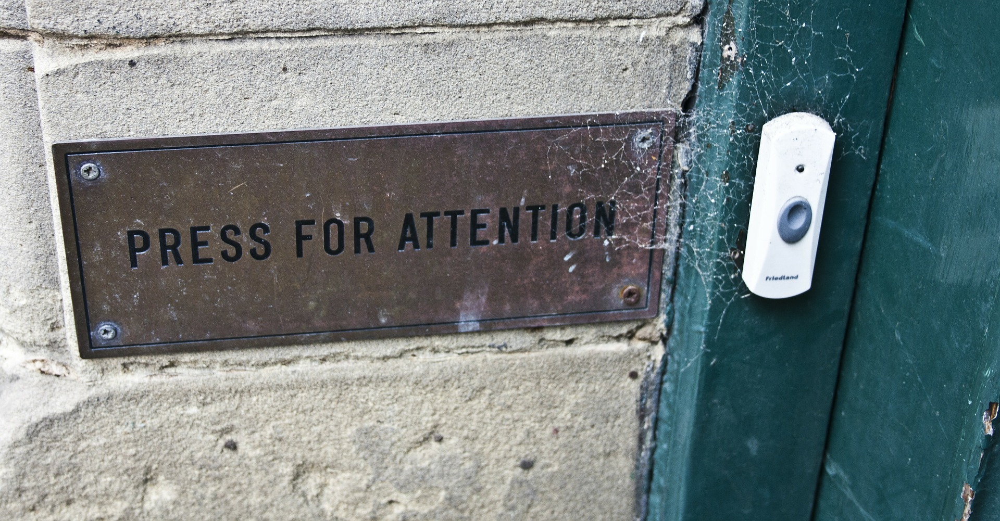 PRESS FOR ATTENTION
Friedland